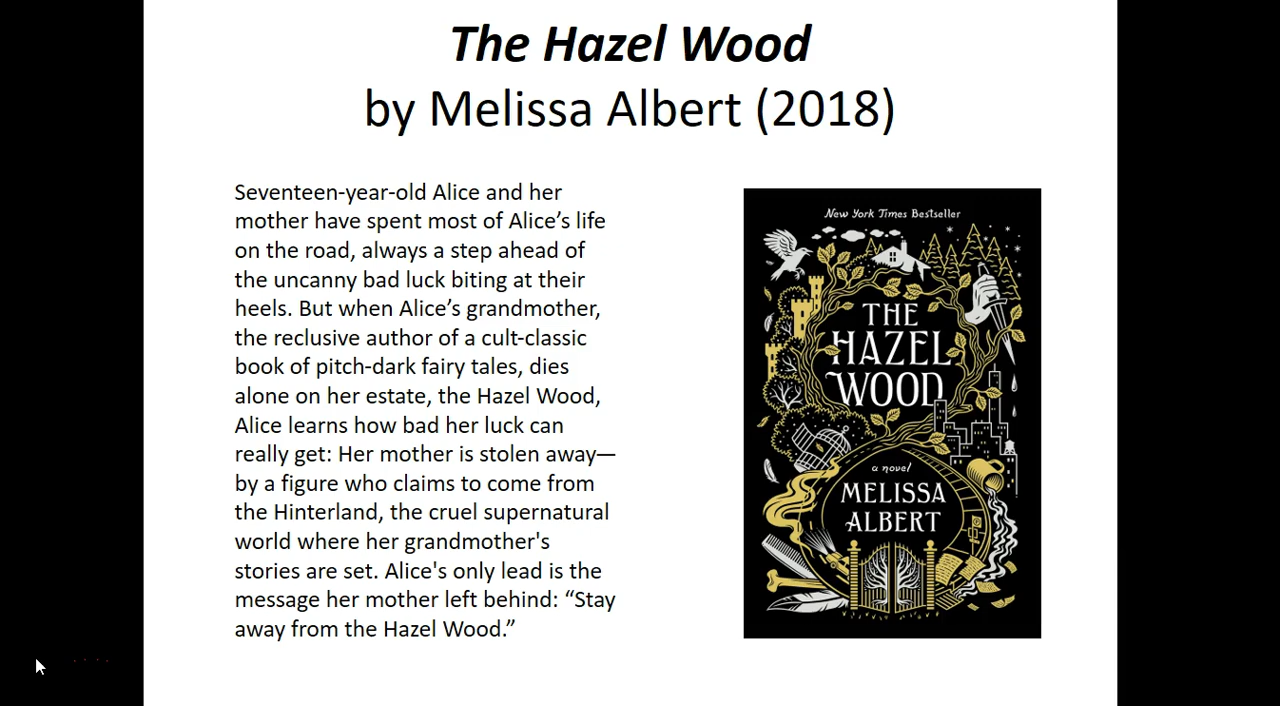 The Hazel Wood
by Melissa Albert (2018)
Seventeen-year-old Alice and her
mother have spent most of Alice’s life
on the road, always a step ahead of
the uncanny bad luck biting at their
heels. But when Alice’s grandmother,
the reclusive author of a cult-classic
book of pitch-dark fairy tales, dies
alone on her estate, the Hazel Wood,
Alice learns how bad her luck can
really get: Her mother is stolen away—
by a figure who claims to come from
the Hinterland, the cruel supernatural
world where her grandmother's
stories are set. Alice's only lead is the
message her mother left behind: “Stay
away from the Hazel Wood.”
New York Times Bestseller
THE
HAZEL
WOOD
a novel
MELISSA
ALBERT